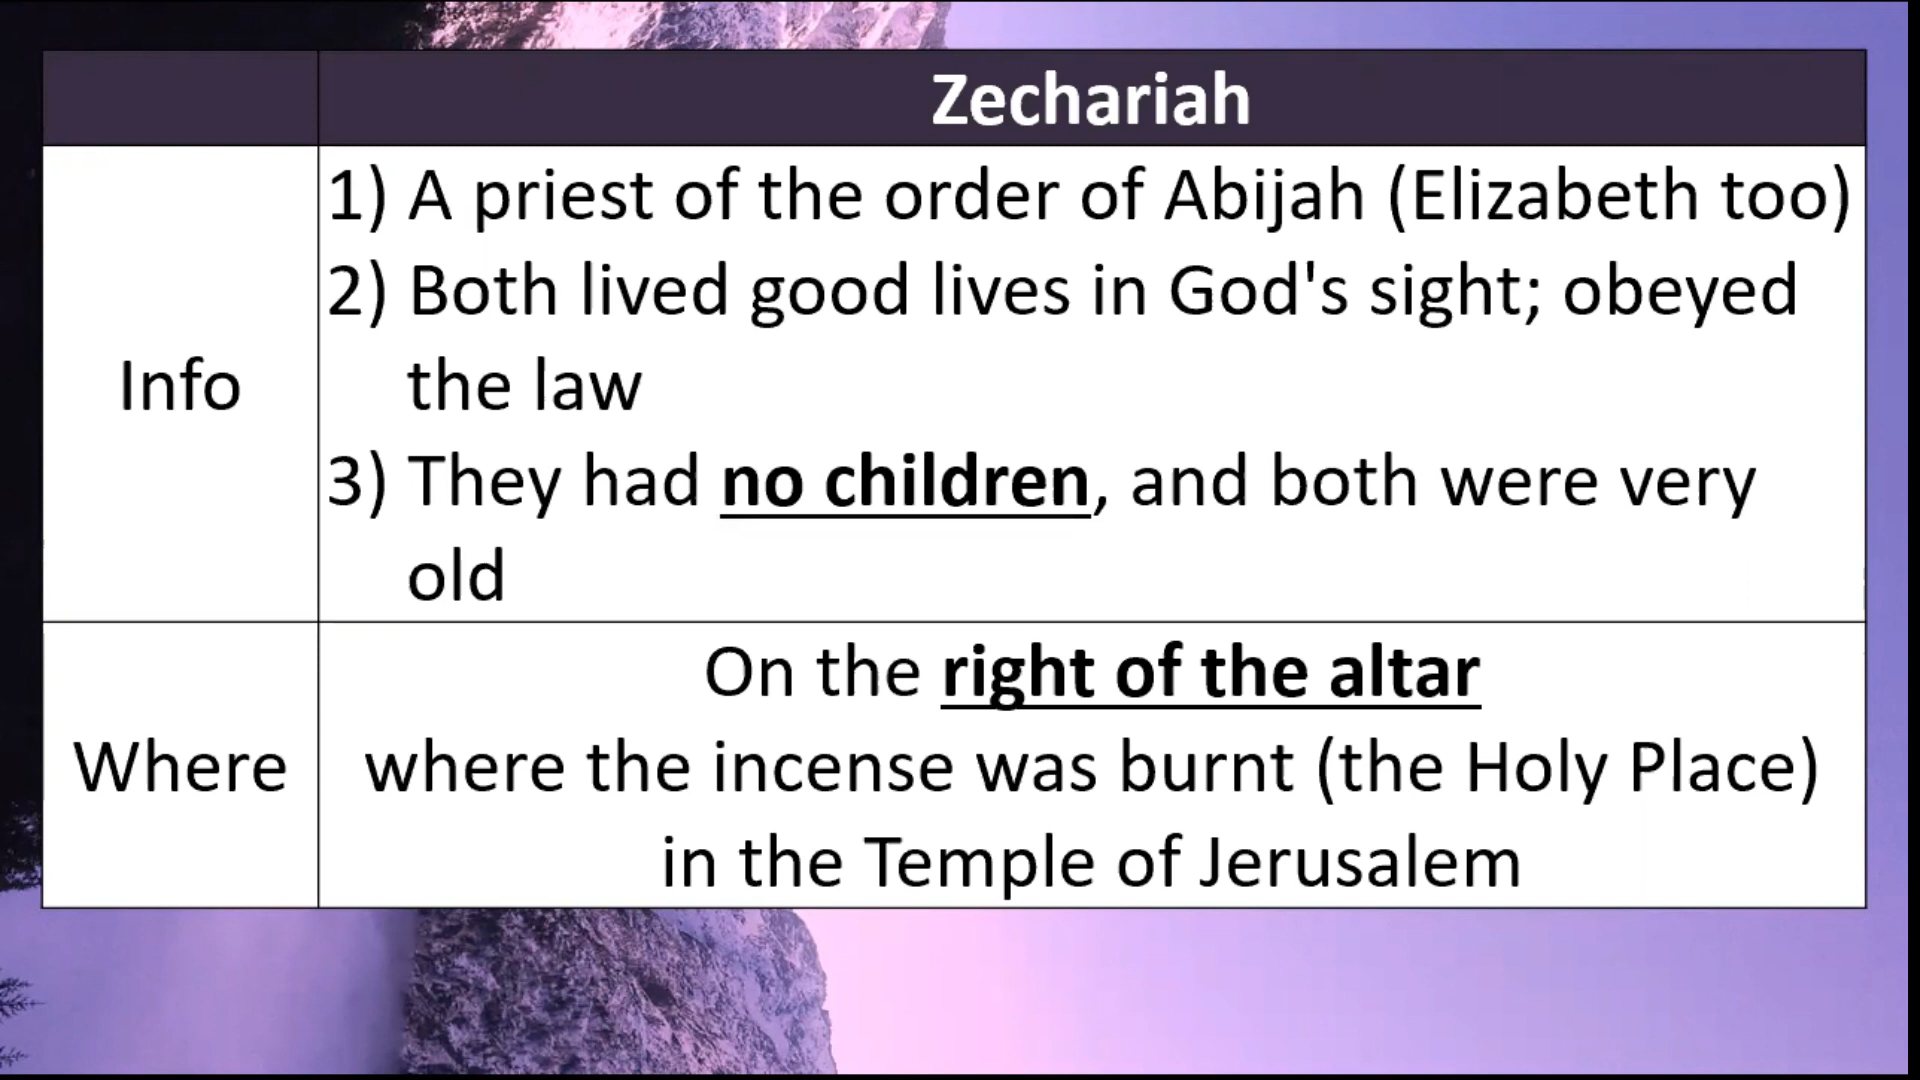 Zechariah
Info
1) A priest of the order of Abijah (Elizabeth too)
2) Both lived good lives in God's sight; obeyed
the law
3) They had no children, and both were very
old
Where
On the right of the altar
where the incense was burnt (the Holy Place)
in the Temple of Jerusalem